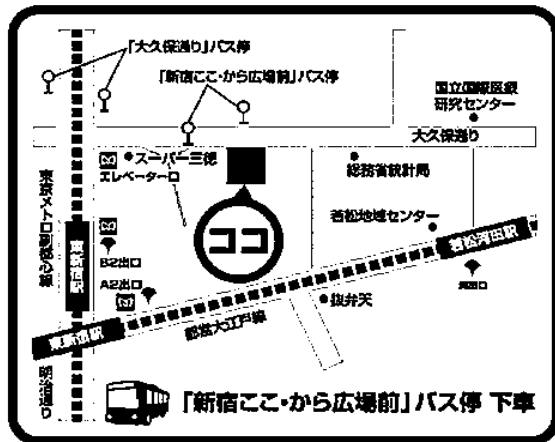 「大久保通り」バス停
「新宿ここ・から広場前」バス停
国立国際医療
研究センター
大久保通り
スーパー三徳
エレベーター口
総務省統計局
東京メトロ副都心線
東新宿駅
B2出口
A2出口
ココ
若松地域センター
若松河田駅
河田口
抜弁天
都営大江戸線
東新宿駅
明治通り
「新宿ここ・から広場前」バス停 下車